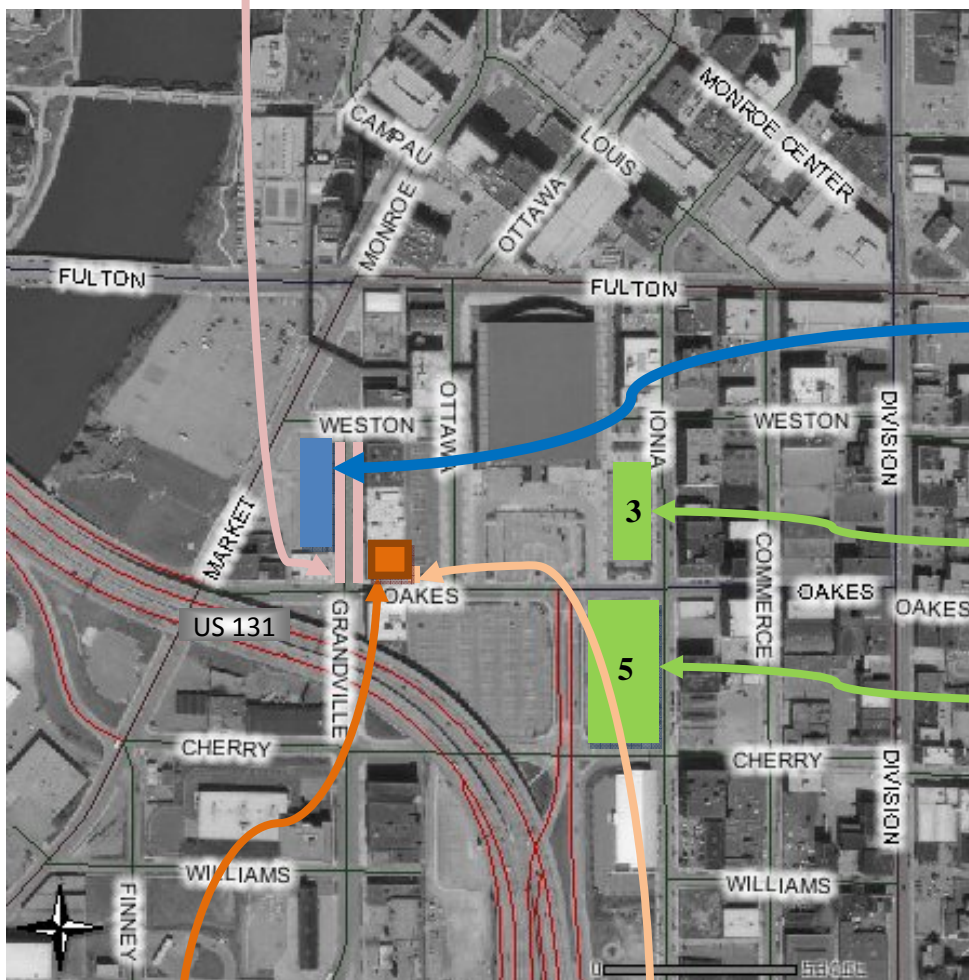 MONROE CENTER
CAMPAU
LOUIS
OTTAWA
MONROE
FULTON
FULTON
WESTON
OTTAWA
IONIA
WESTON
DIVISION
MARKET
3
COMMERCE
OAKES
OAKES
OAKES
US 131
GRANDVILLE
5
CHERRY
CHERRY
DIVISION
WILLIAMS
WILLIAMS
FINNEY
0